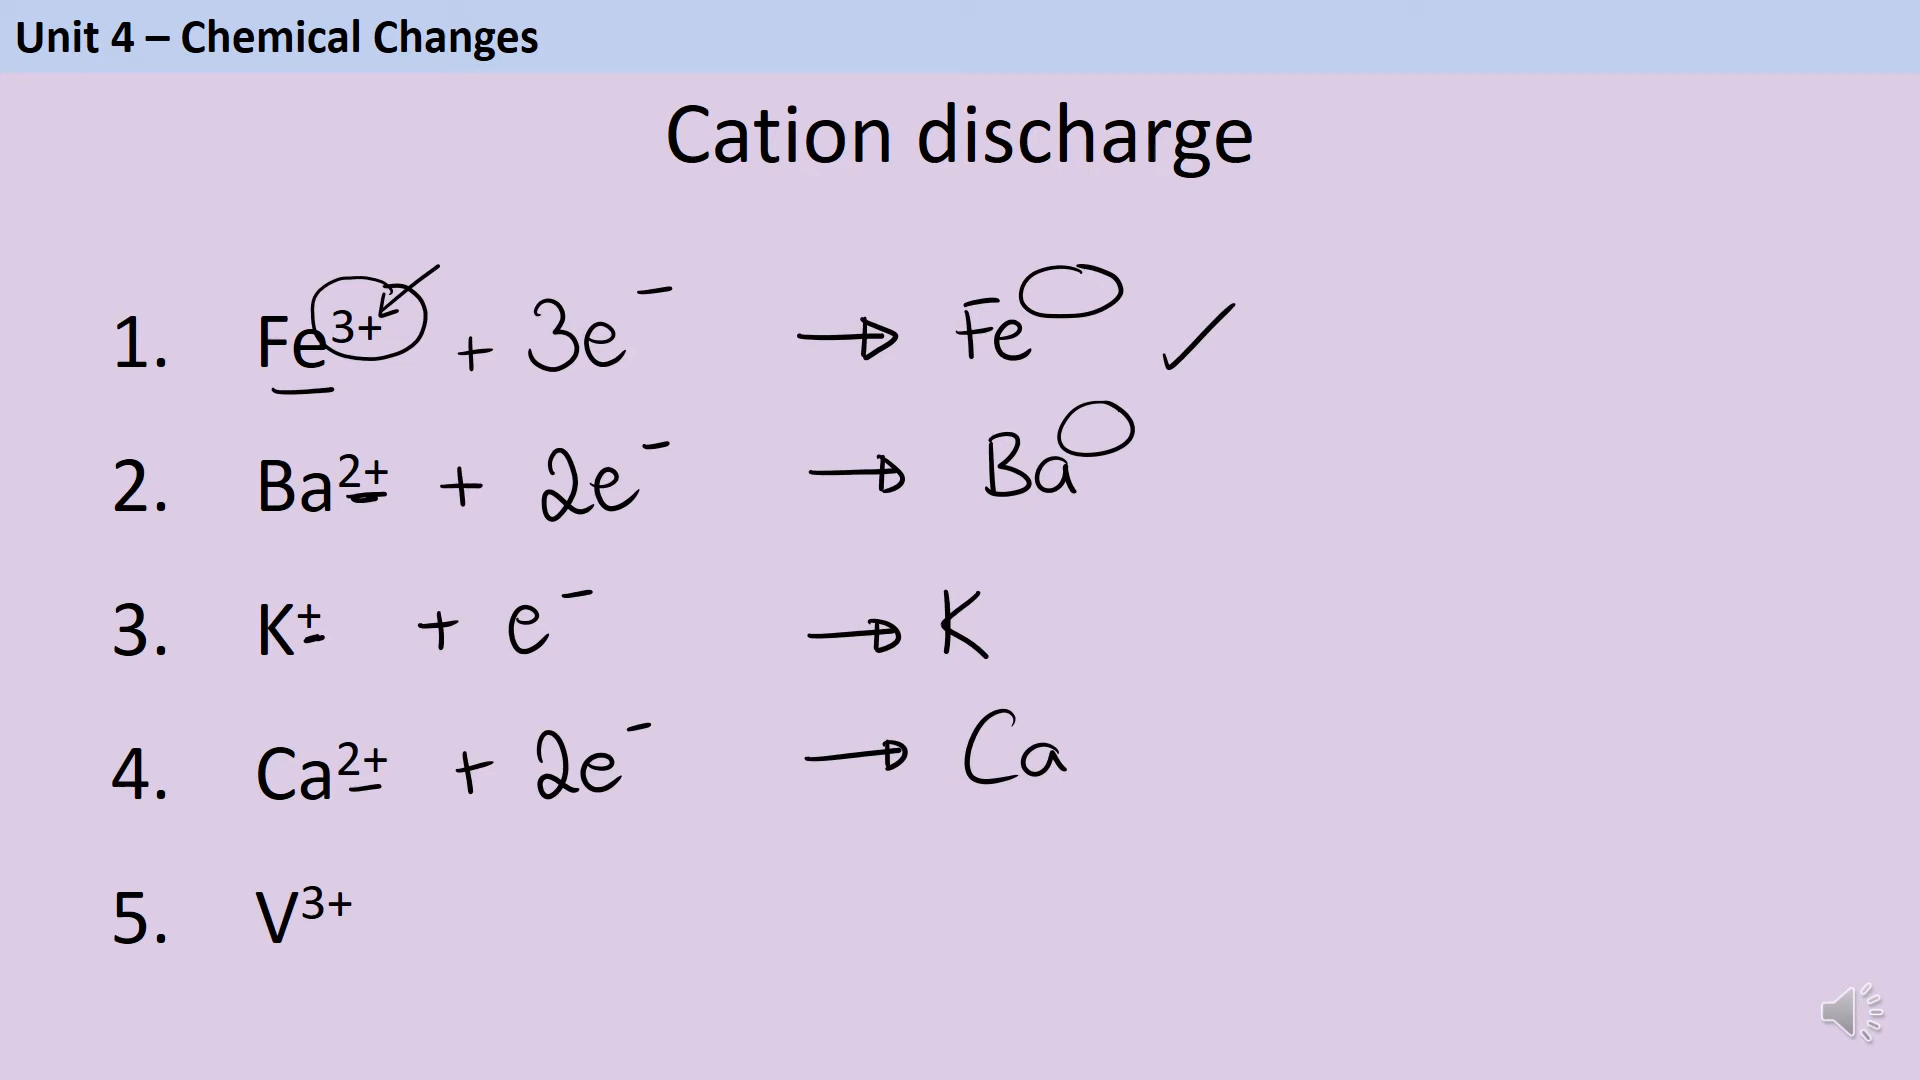 Unit 4 – Chemical Changes
Cation discharge
1. Fe³⁺ + 3e⁻ → Fe
2. Ba²⁺ + 2e⁻ → Ba
3. K⁺ + e⁻ → K
4. Ca²⁺ + 2e⁻ → Ca
5. V³⁺